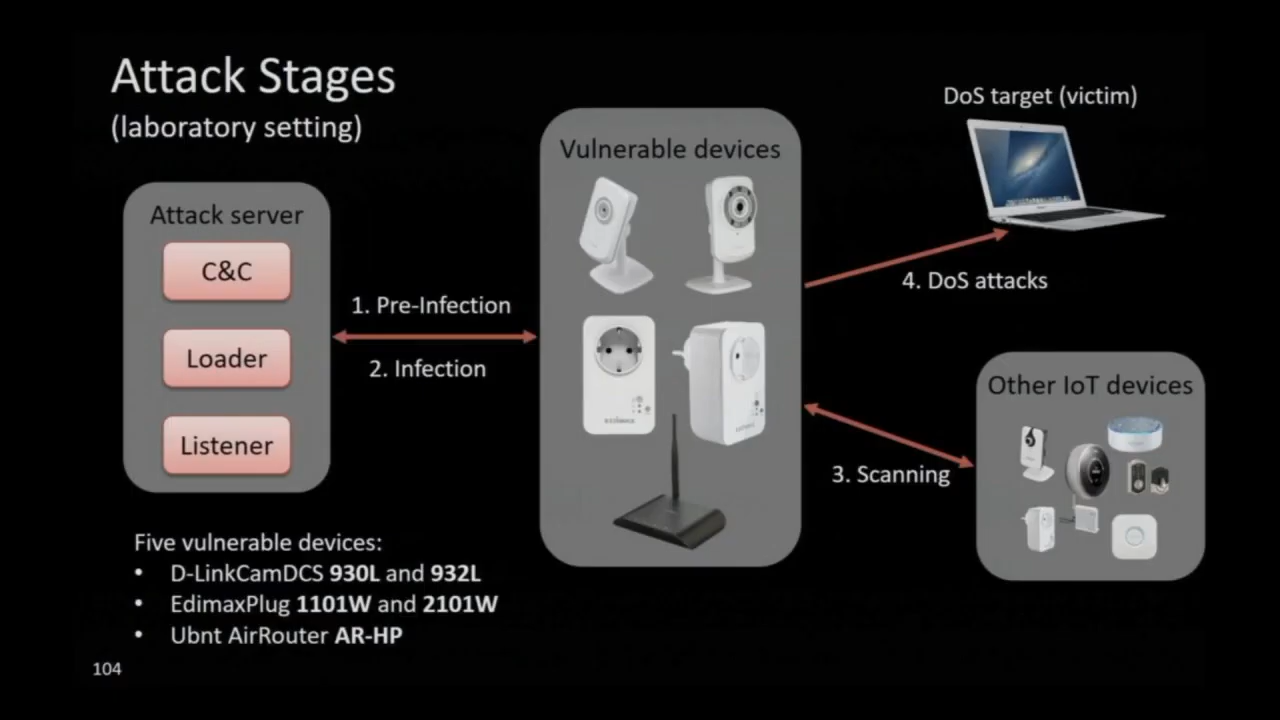 Attack Stages
(laboratory setting)
Attack server
C&C
Loader
Listener
1. Pre-Infection
2. Infection
Vulnerable devices
DoS target (victim)
4. DoS attacks
3. Scanning
Other IoT devices
Five vulnerable devices:
• D-LinkCamDCS 930L and 932L
• EdimaxPlug 1101W and 2101W
• Ubnt AirRouter AR-HP
104